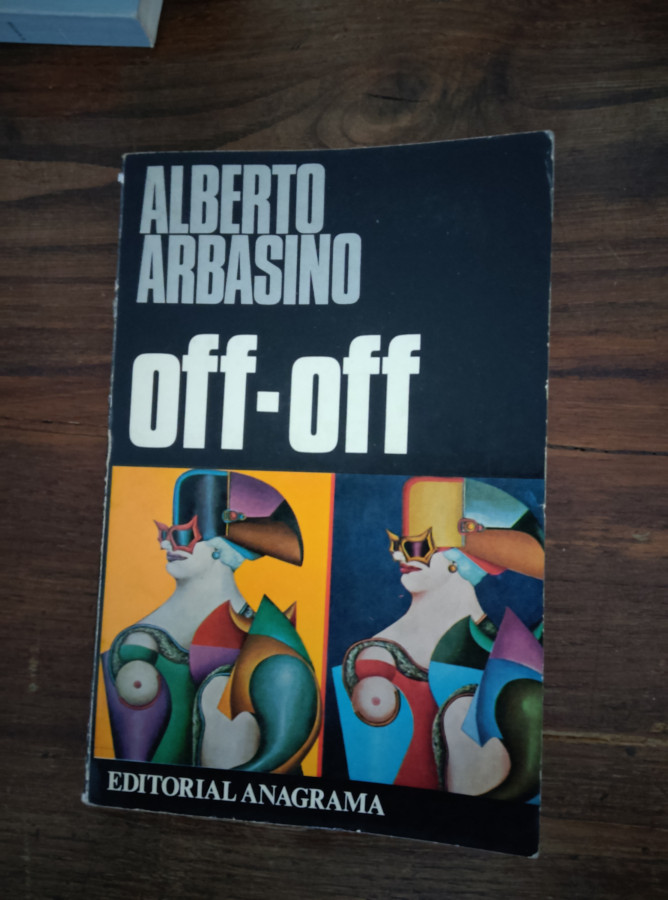 ALBERTO
ARBASINO
off-off
EDITORIAL ANAGRAMA